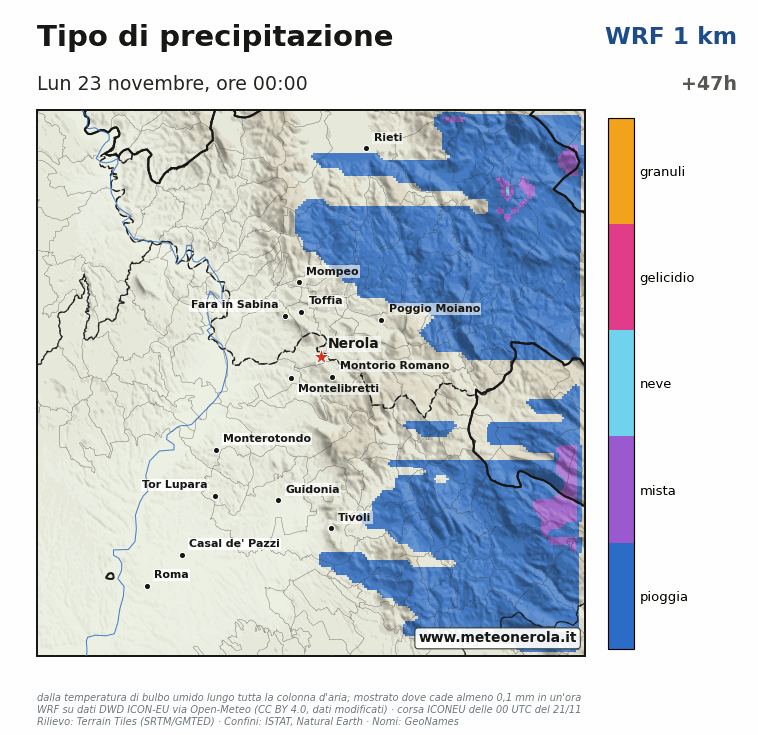 Tipo di precipitazione
WRF 1 km
Lun 23 novembre, ore 00:00
+47h
Rieti
Mompeo
Toffia
Fara in Sabina
Poggio Moiano
Nerola
Montorio Romano
Montelibretti
Monterotondo
Tor Lupara
Guidonia
Tivoli
Casal de' Pazzi
Roma
www.meteonerola.it
granuli
gelicidio
neve
mista
pioggia
dalla temperatura di bulbo umido lungo tutta la colonna d'aria; mostrato dove cade almeno 0,1 mm in un'ora
WRF su dati DWD ICON-EU via Open-Meteo (CC BY 4.0, dati modificati) · corsa ICONEU delle 00 UTC del 21/11
Rilievo: Terrain Tiles (SRTM/GMTED) · Confini: ISTAT, Natural Earth · Nomi: GeoNames